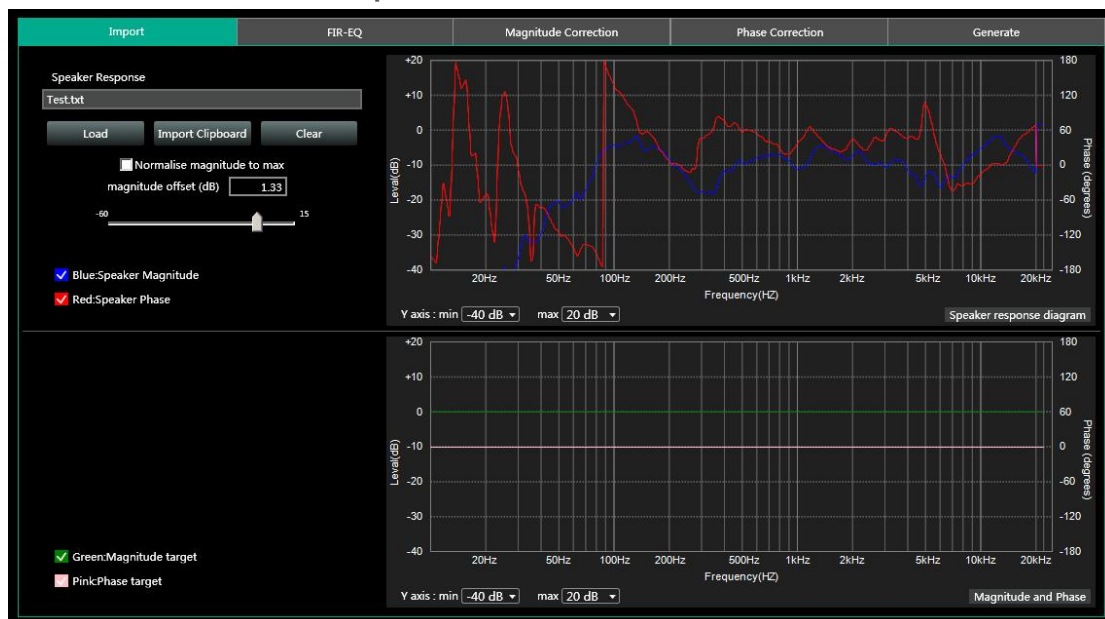 Import FIR-EQ Magnitude Correction Phase Correction Generate
Speaker Response
Test.txt
Load Import Clipboard Clear
Normalise magnitude to max
magnitude offset (dB) 1.33
-60 15
Blue:Speaker Magnitude
Red:Speaker Phase
+20
+10
0
-10
-20
-30
-40
Leval(dB)
180
120
60
0
-60
-120
-180
Phase (degrees)
20Hz 50Hz 100Hz 200Hz 500Hz 1kHz 2kHz 5kHz 10kHz 20kHz
Frequency(HZ)
Y axis : min -40 dB max 20 dB Speaker response diagram
Green:Magnitude target
Pink:Phase target
+20
+10
0
-10
-20
-30
-40
Leval(dB)
180
120
60
0
-60
-120
-180
Phase (degrees)
20Hz 50Hz 100Hz 200Hz 500Hz 1kHz 2kHz 5kHz 10kHz 20kHz
Frequency(HZ)
Y axis : min -40 dB max 20 dB Magnitude and Phase